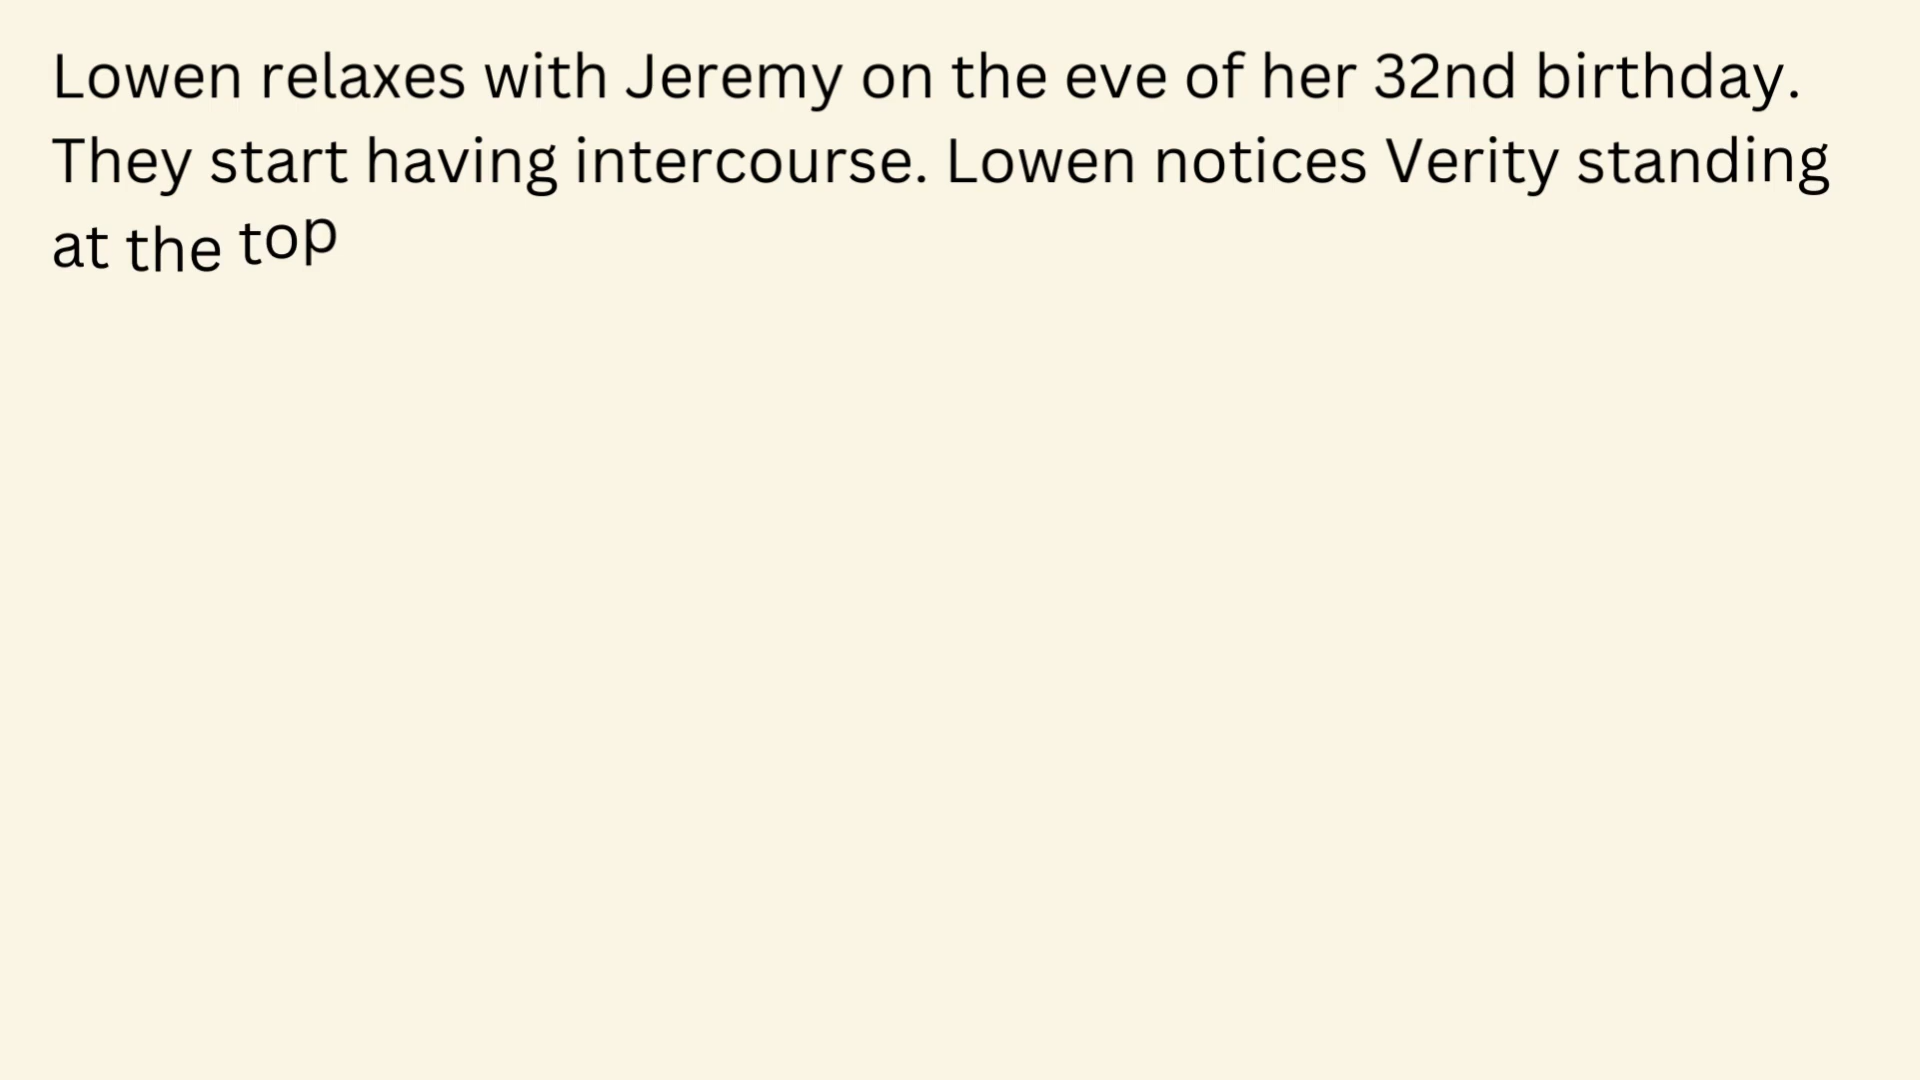 Lowen relaxes with Jeremy on the eve of her 32nd birthday.
They start having intercourse. Lowen notices Verity standing
at the top